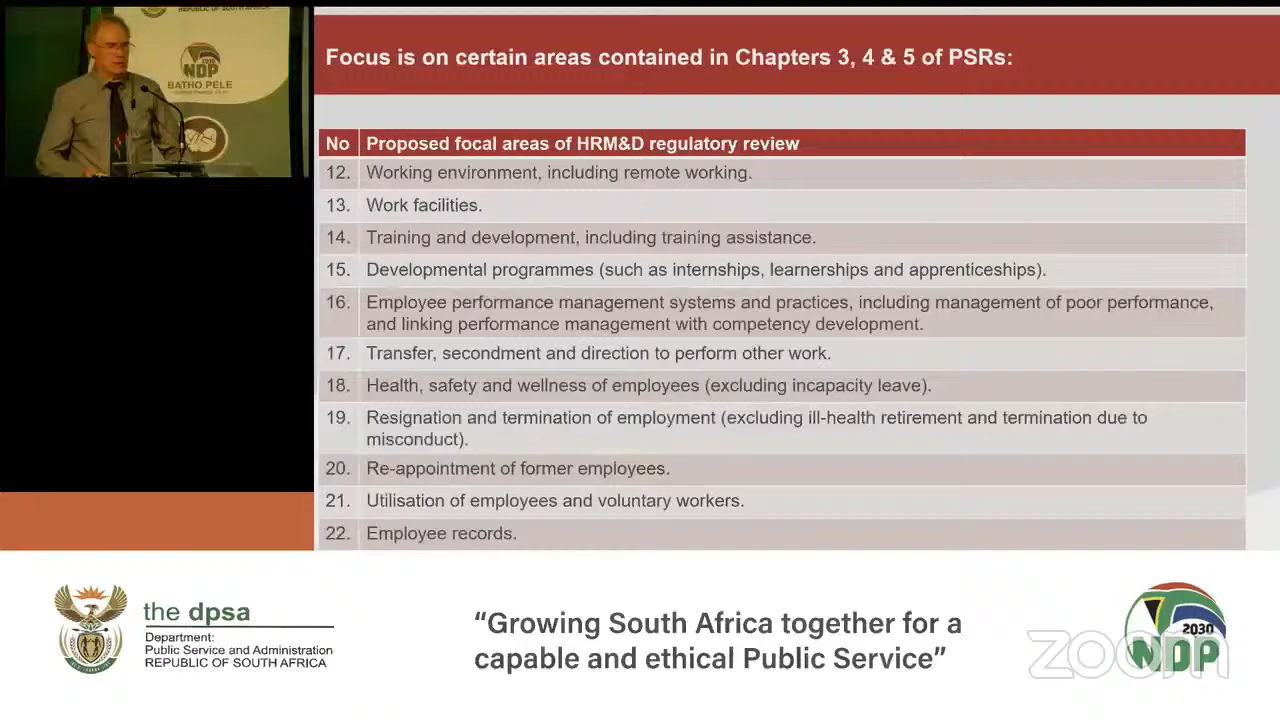 REPUBLIC OF SOUTH AFRICA
2030
NDP
BATHO PELE
Focus is on certain areas contained in Chapters 3, 4 & 5 of PSRs:
No Proposed focal areas of HRM&D regulatory review
12. Working environment, including remote working.
13. Work facilities.
14. Training and development, including training assistance.
15. Developmental programmes (such as internships, learnerships and apprenticeships).
16. Employee performance management systems and practices, including management of poor performance,
and linking performance management with competency development.
17. Transfer, secondment and direction to perform other work.
18. Health, safety and wellness of employees (excluding incapacity leave).
19. Resignation and termination of employment (excluding ill-health retirement and termination due to
misconduct).
20. Re-appointment of former employees.
21. Utilisation of employees and voluntary workers.
22. Employee records.
the dpsa
Department:
Public Service and Administration
REPUBLIC OF SOUTH AFRICA
“Growing South Africa together for a
capable and ethical Public Service”
2030
NDP
zoom